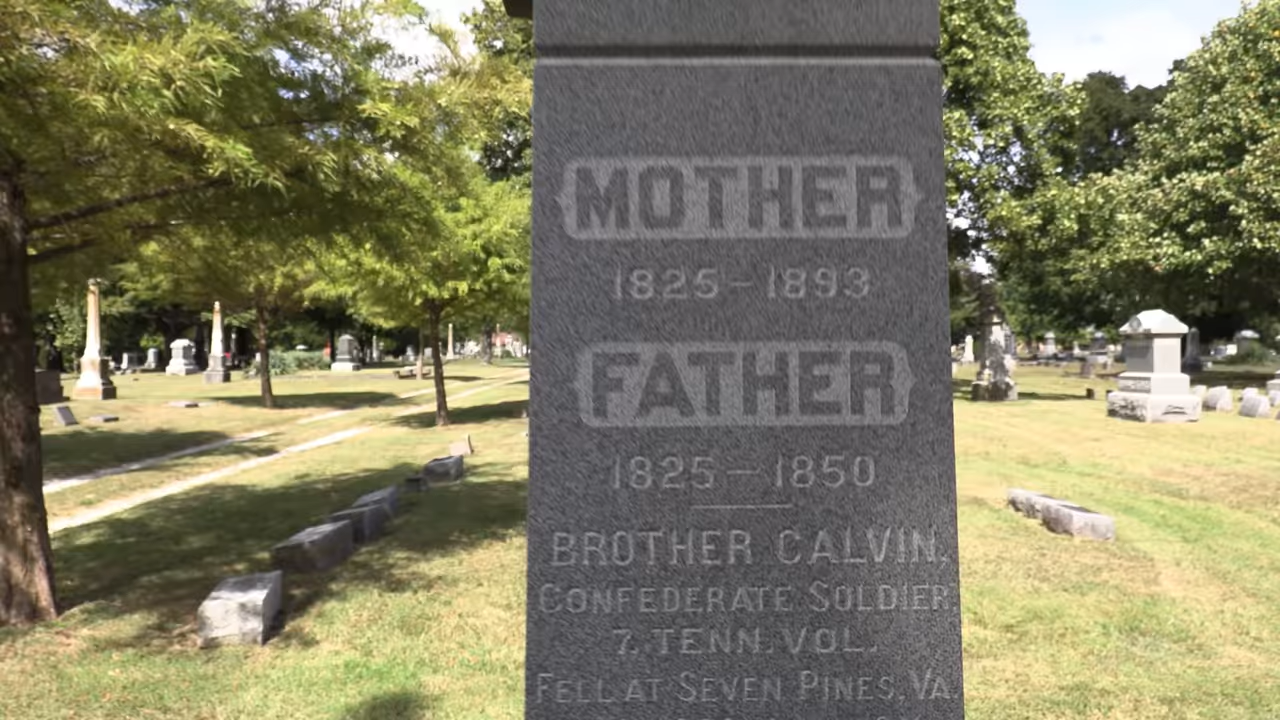 MOTHER
1825-1893
FATHER
1825-1850
BROTHER CALVIN.
CONFEDERATE SOLDIER
7. TENN. VOL.
FELL AT SEVEN PINES, VA.